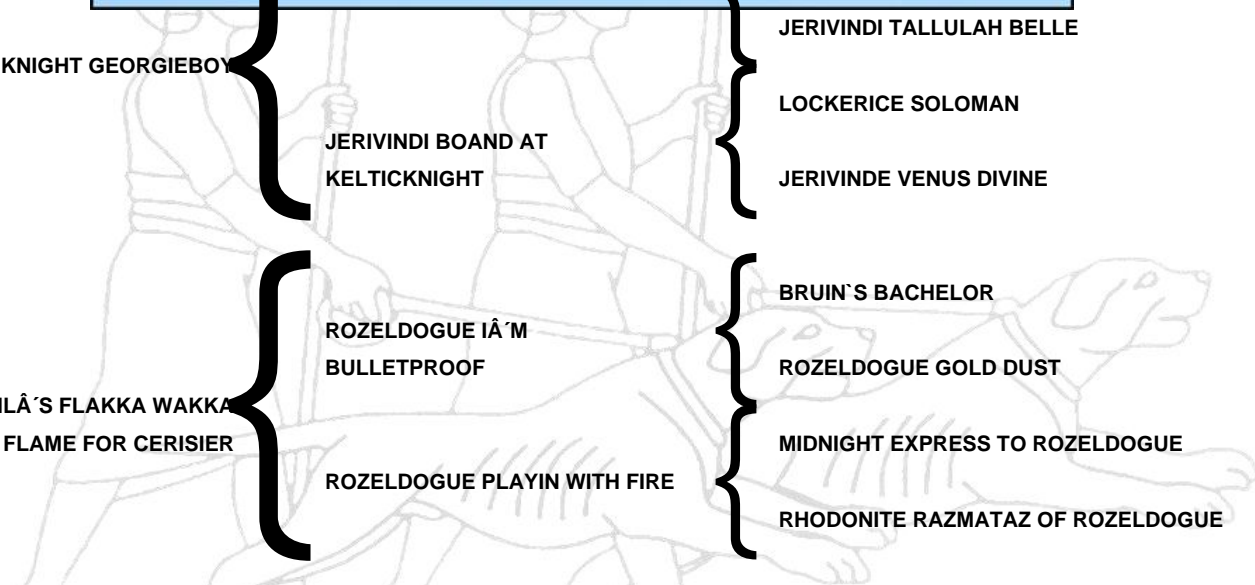 JERIVINDI TALLULAH BELLE
KNIGHT GEORGIEBOY
LOCKERICE SOLOMAN
JERIVINDI BOAND AT
KELTICKNIGHT
JERIVINDE VENUS DIVINE
BRUIN`S BACHELOR
ROZELDOGUE IÂ´M
BULLETPROOF
ROZELDOGUE GOLD DUST
LÂ´S FLAKKA WAKKA
FLAME FOR CERISIER
MIDNIGHT EXPRESS TO ROZELDOGUE
ROZELDOGUE PLAYIN WITH FIRE
RHODONITE RAZMATAZ OF ROZELDOGUE